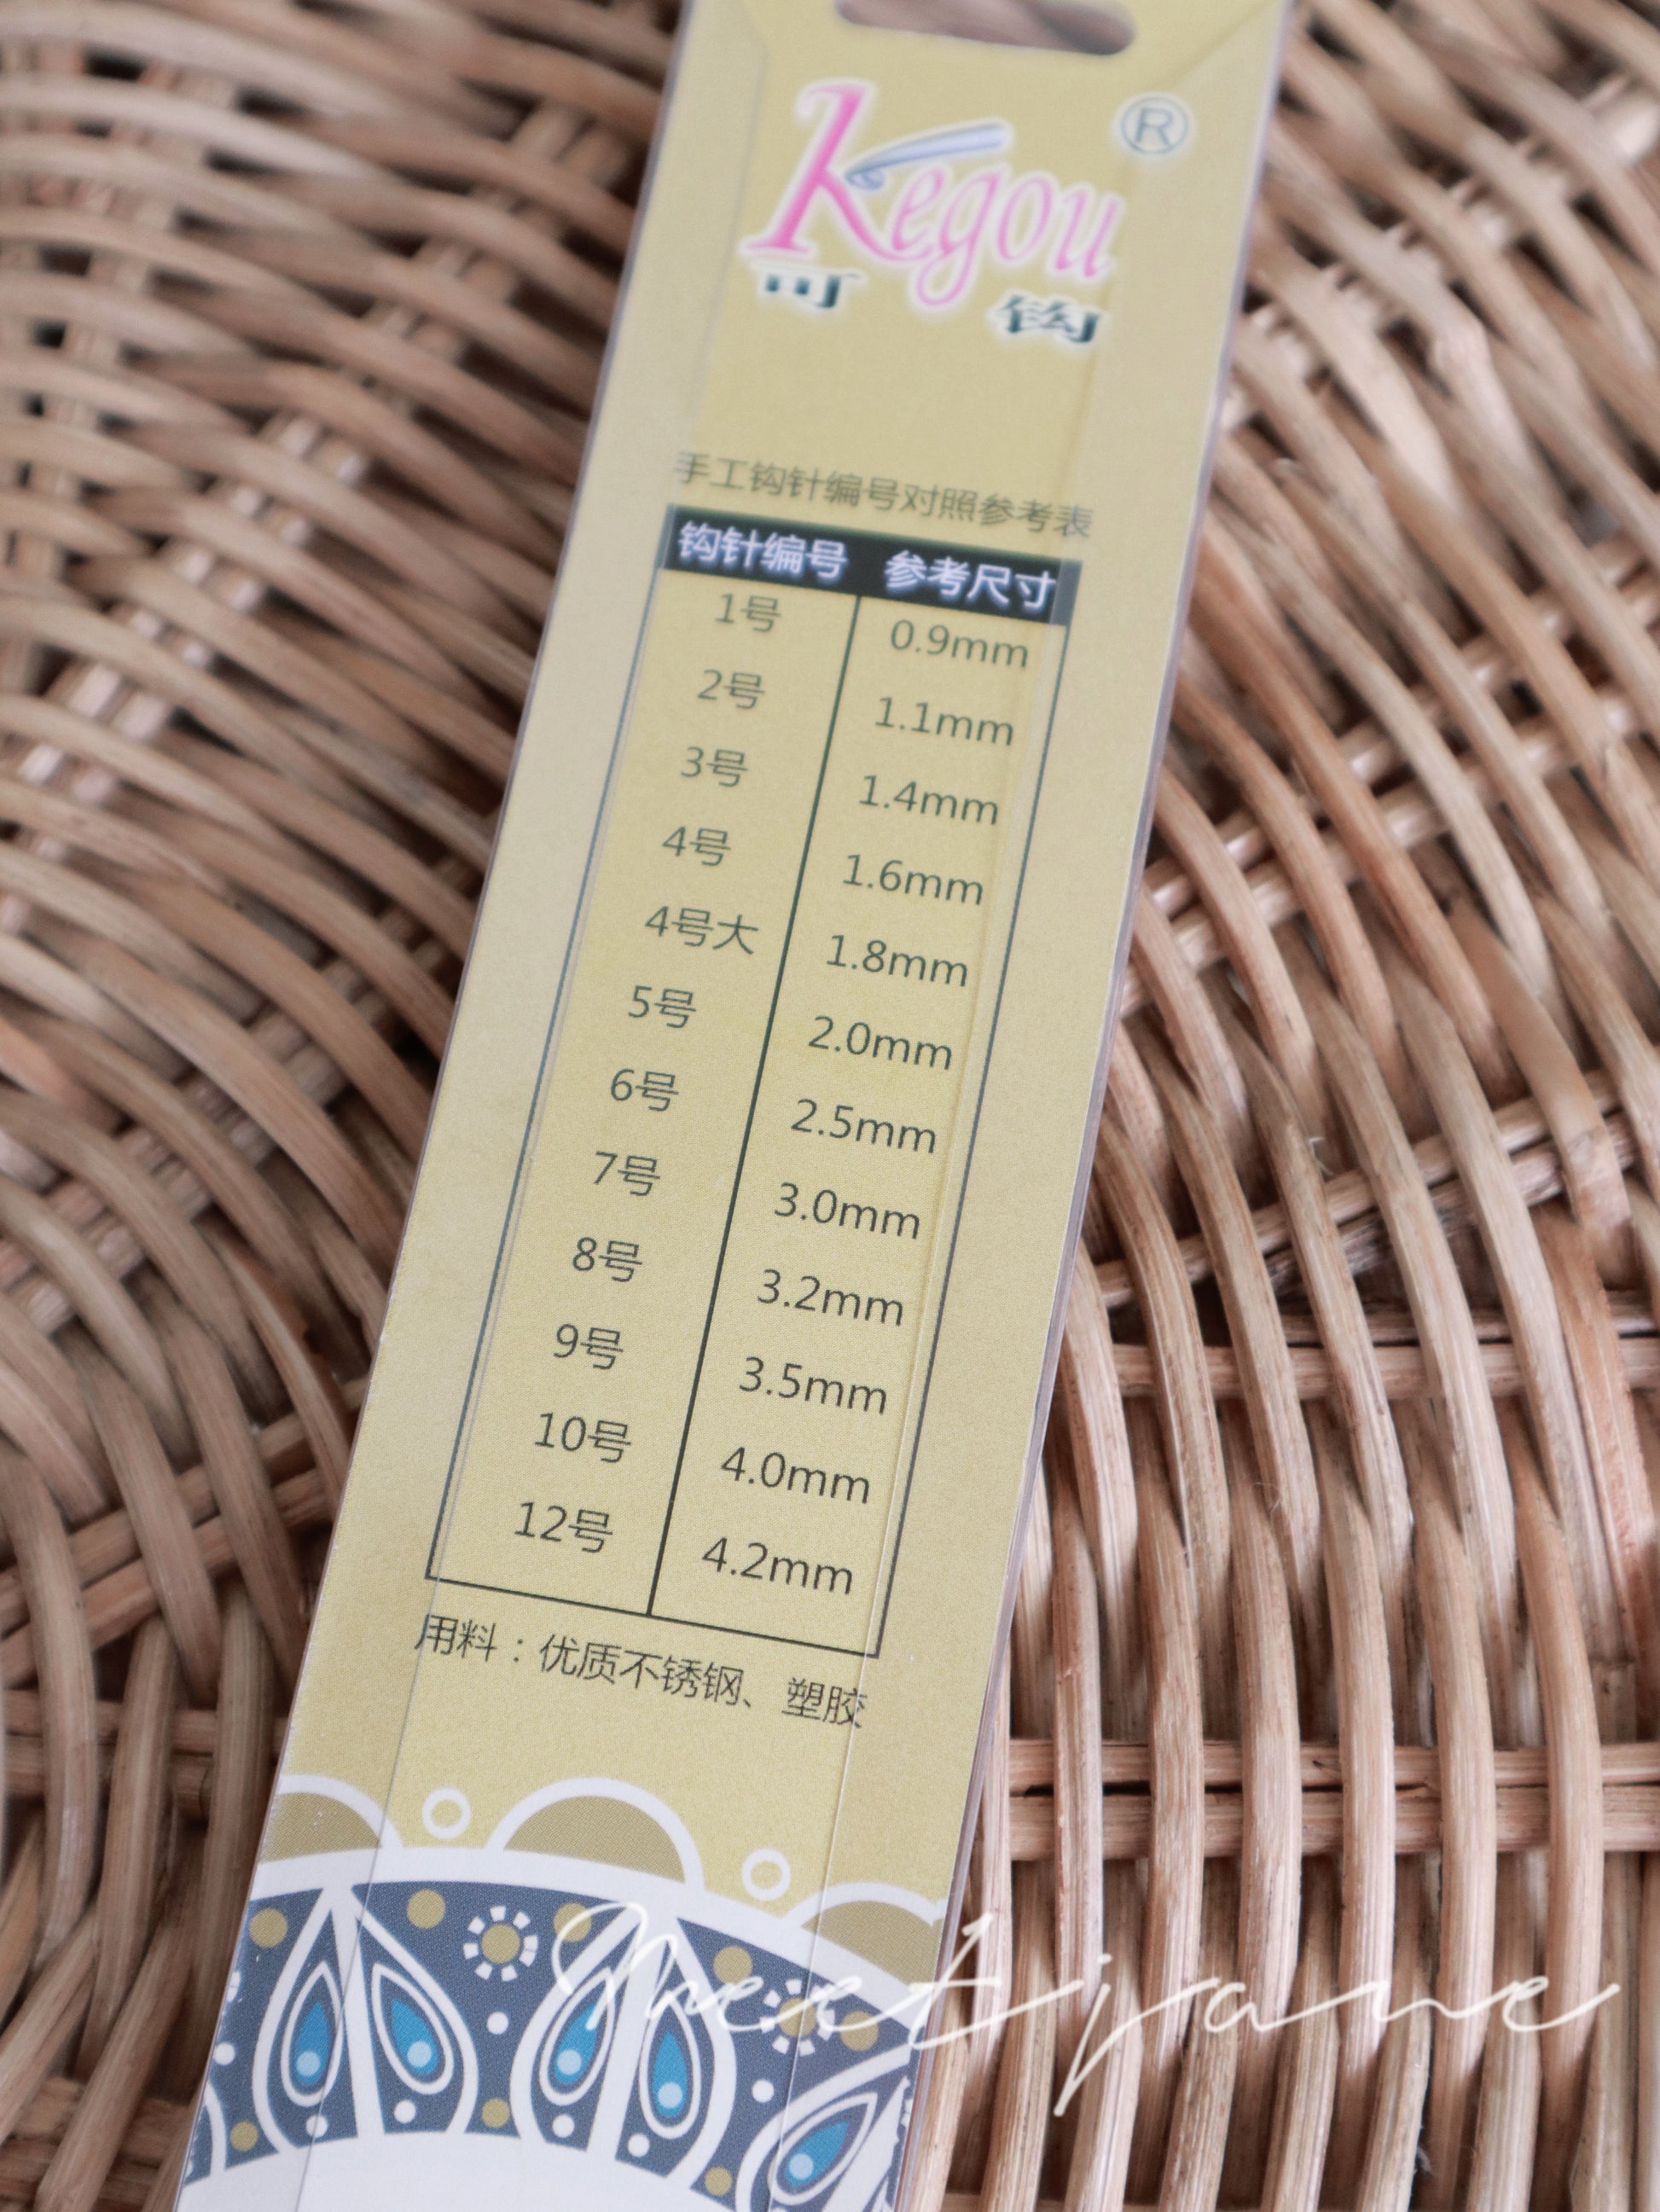 Kegou ®
可 钩
手工钩针编号对照参考表
钩针编号 参考尺寸
1号 0.9mm
2号 1.1mm
3号 1.4mm
4号 1.6mm
4号大 1.8mm
5号 2.0mm
6号 2.5mm
7号 3.0mm
8号 3.2mm
9号 3.5mm
10号 4.0mm
12号 4.2mm
用料：优质不锈钢、塑胶
Meet jane